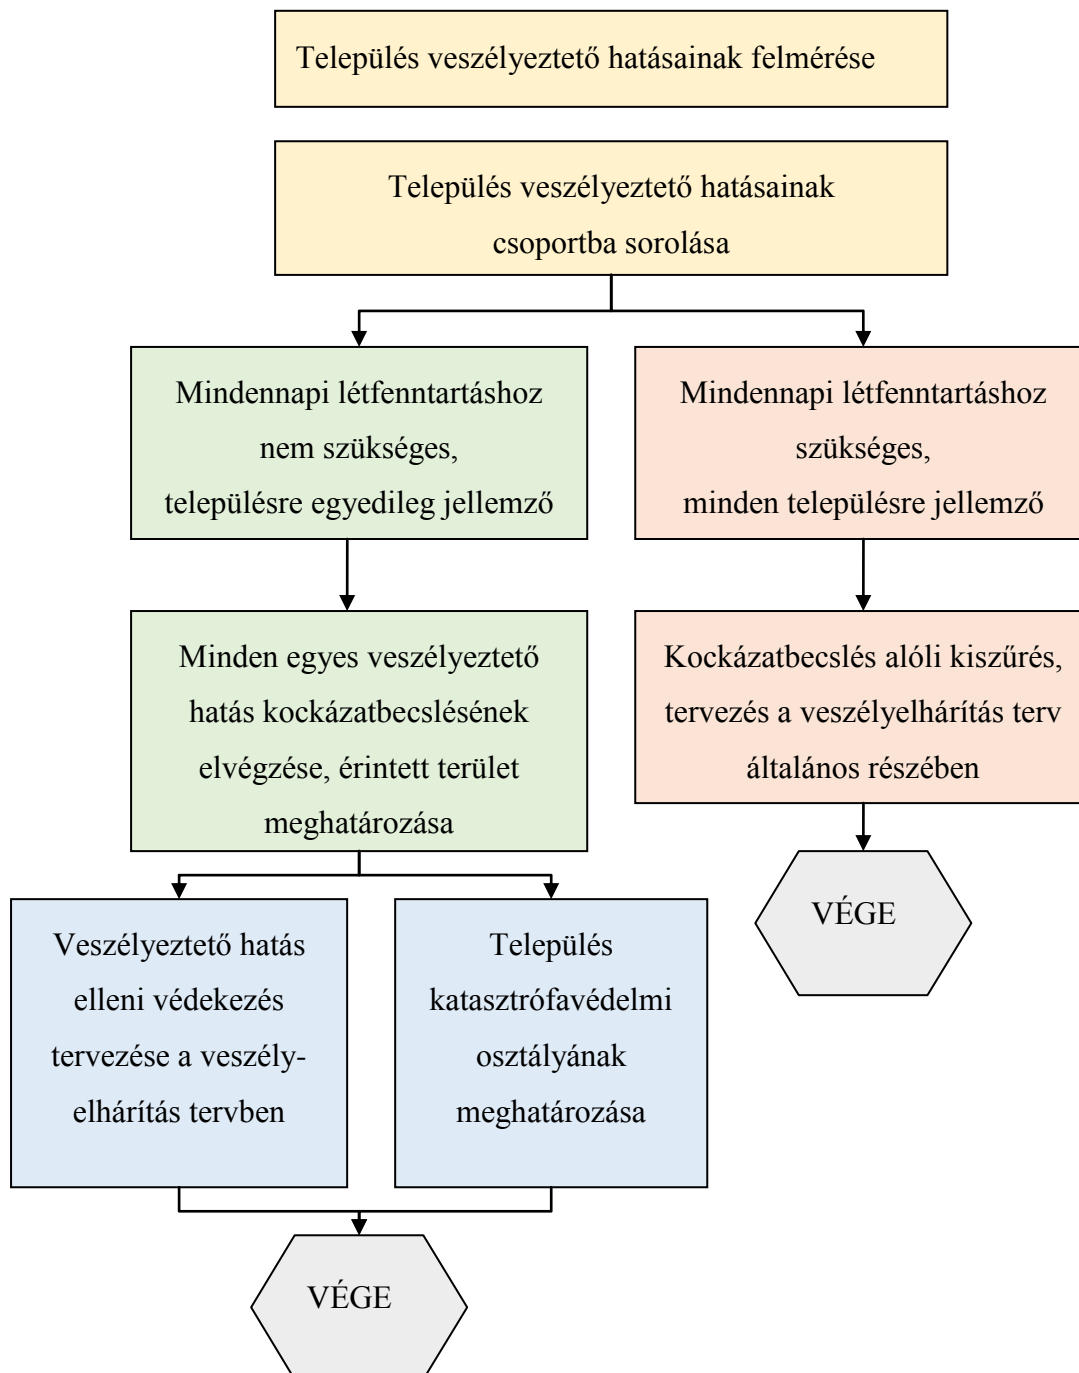 Település veszélyeztető hatásainak felmérése
Település veszélyeztető hatásainak
csoportba sorolása
Mindennapi létfenntartáshoz
nem szükséges,
településre egyedileg jellemző
Mindennapi létfenntartáshoz
szükséges,
minden településre jellemző
Minden egyes veszélyeztető
hatás kockázatbecslésének
elvégzése, érintett terület
meghatározása
Kockázatbecslés alóli kiszűrés,
tervezés a veszélyelhárítás terv
általános részében
Veszélyeztető hatás
elleni védekezés
tervezése a veszély-
elhárítás tervben
Település
katasztrófavédelmi
osztályának
meghatározása
VÉGE
VÉGE